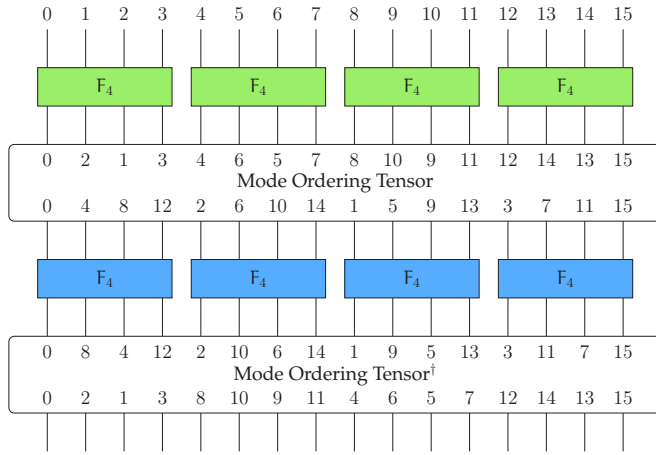 0 1 2 3 4 5 6 7 8 9 10 11 12 13 14 15
F₄ F₄ F₄ F₄
0 2 1 3 4 6 5 7 8 10 9 11 12 14 13 15
Mode Ordering Tensor
0 4 8 12 2 6 10 14 1 5 9 13 3 7 11 15
F₄ F₄ F₄ F₄
0 8 4 12 2 10 6 14 1 9 5 13 3 11 7 15
Mode Ordering Tensor†
0 2 1 3 8 10 9 11 4 6 5 7 12 14 13 15